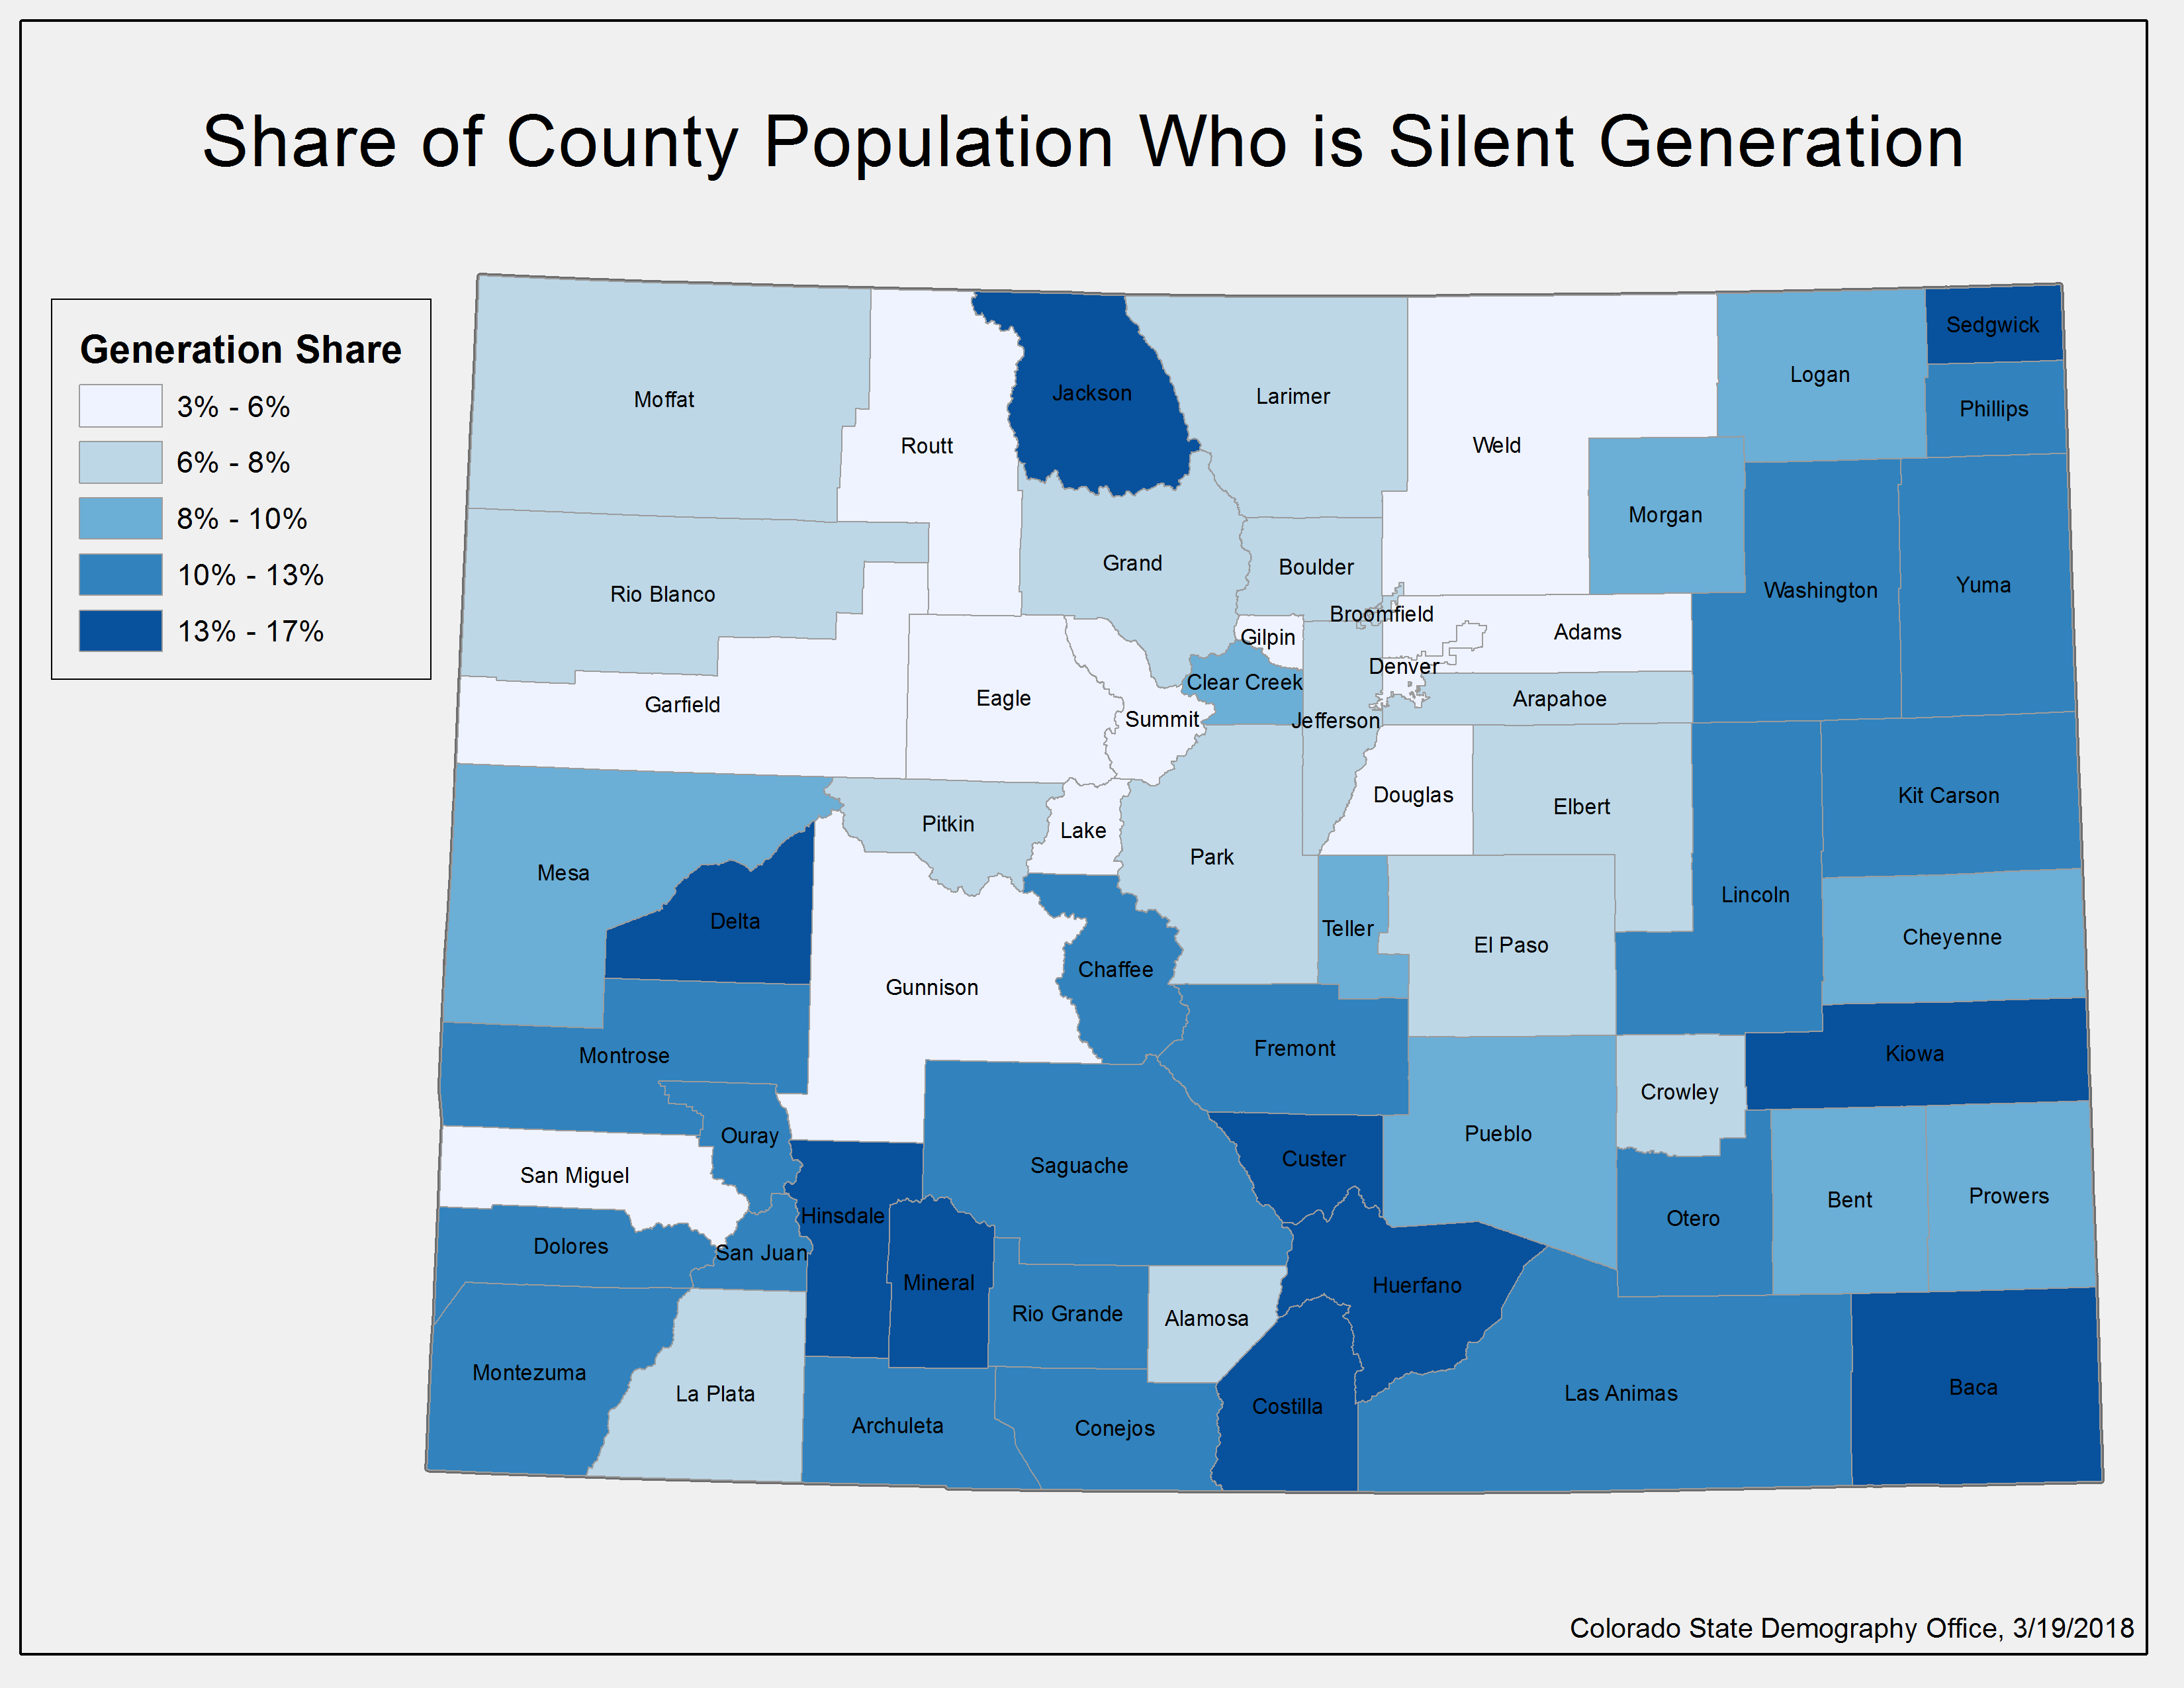 Share of County Population Who is Silent Generation
Generation Share
3% - 6%
6% - 8%
8% - 10%
10% - 13%
13% - 17%
Sedgwick
Logan
Jackson
Larimer
Moffat
Phillips
Routt
Weld
Morgan
Grand
Boulder
Yuma
Washington
Rio Blanco
Broomfield
Adams
Gilpin
Denver
Clear Creek
Eagle
Arapahoe
Garfield
Summit
Jefferson
Douglas
Kit Carson
Elbert
Pitkin
Lake
Park
Mesa
Lincoln
Delta
Teller
Cheyenne
El Paso
Chaffee
Gunnison
Fremont
Kiowa
Montrose
Crowley
Pueblo
Ouray
Custer
Saguache
San Miguel
Prowers
Bent
Hinsdale
Otero
Dolores
San Juan
Mineral
Huerfano
Rio Grande
Alamosa
Montezuma
Baca
La Plata
Las Animas
Costilla
Archuleta
Conejos
Colorado State Demography Office, 3/19/2018